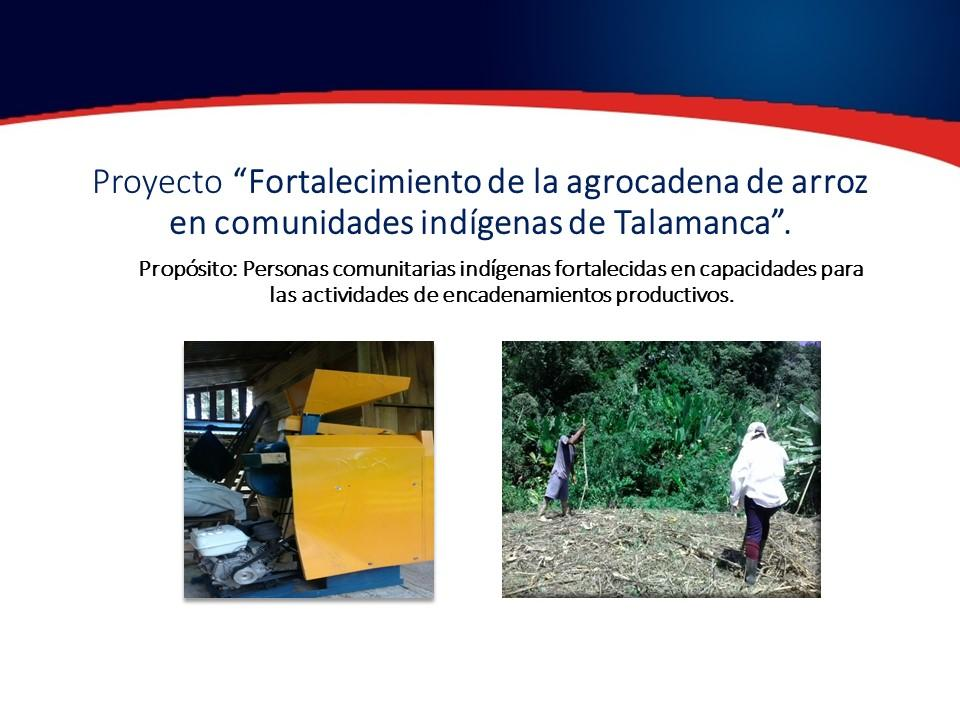 Proyecto “Fortalecimiento de la agrocadena de arroz
en comunidades indígenas de Talamanca”.
Propósito: Personas comunitarias indígenas fortalecidas en capacidades para
las actividades de encadenamientos productivos.